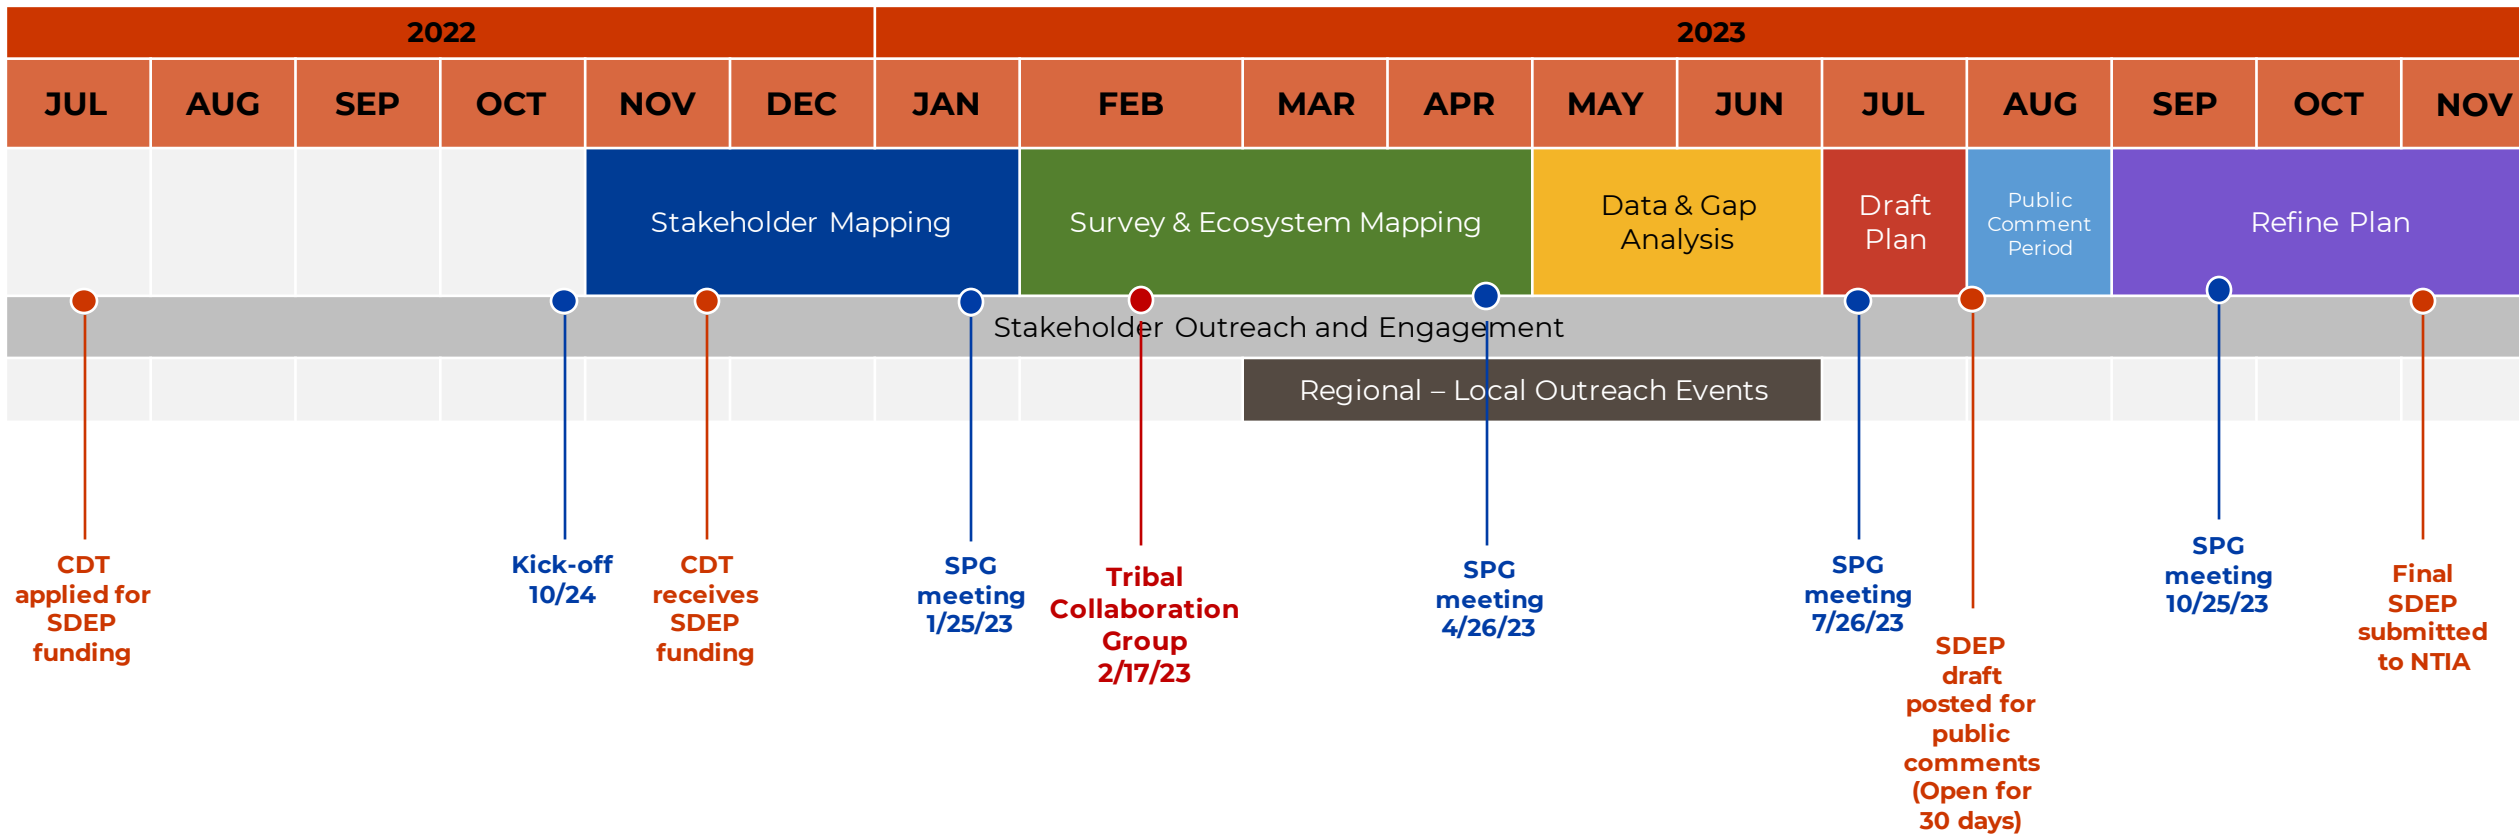 2022
2023
JUL
AUG
SEP
OCT
NOV
DEC
JAN
FEB
MAR
APR
MAY
JUN
JUL
AUG
SEP
OCT
NOV
Stakeholder Mapping
Survey & Ecosystem Mapping
Data & Gap
Analysis
Draft
Plan
Public
Comment
Period
Refine Plan
Stakeholder Outreach and Engagement
Regional – Local Outreach Events
CDT
applied for
SDEP
funding
Kick-off
10/24
CDT
receives
SDEP
funding
SPG
meeting
1/25/23
Tribal
Collaboration
Group
2/17/23
SPG
meeting
4/26/23
SPG
meeting
7/26/23
SDEP
draft
posted for
public
comments
(Open for
30 days)
SPG
meeting
10/25/23
Final
SDEP
submitted
to NTIA